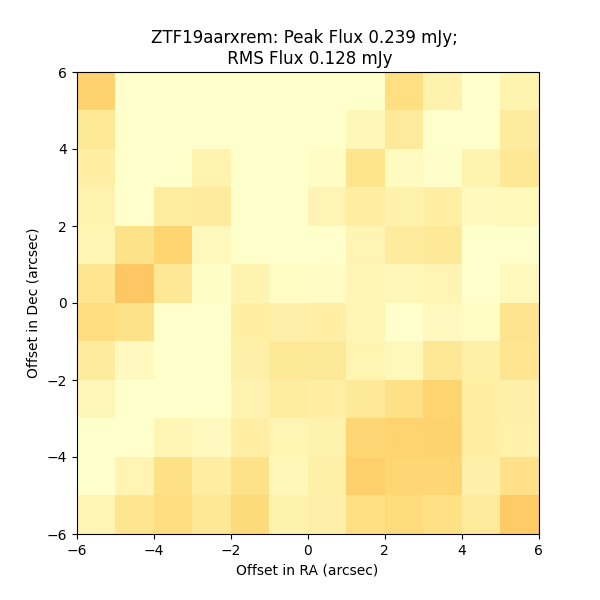 ZTF19aarxrem: Peak Flux 0.239 mJy;
RMS Flux 0.128 mJy
6
4
2
0
−2
−4
−6
Offset in Dec (arcsec)
−6 −4 −2 0 2 4 6
Offset in RA (arcsec)